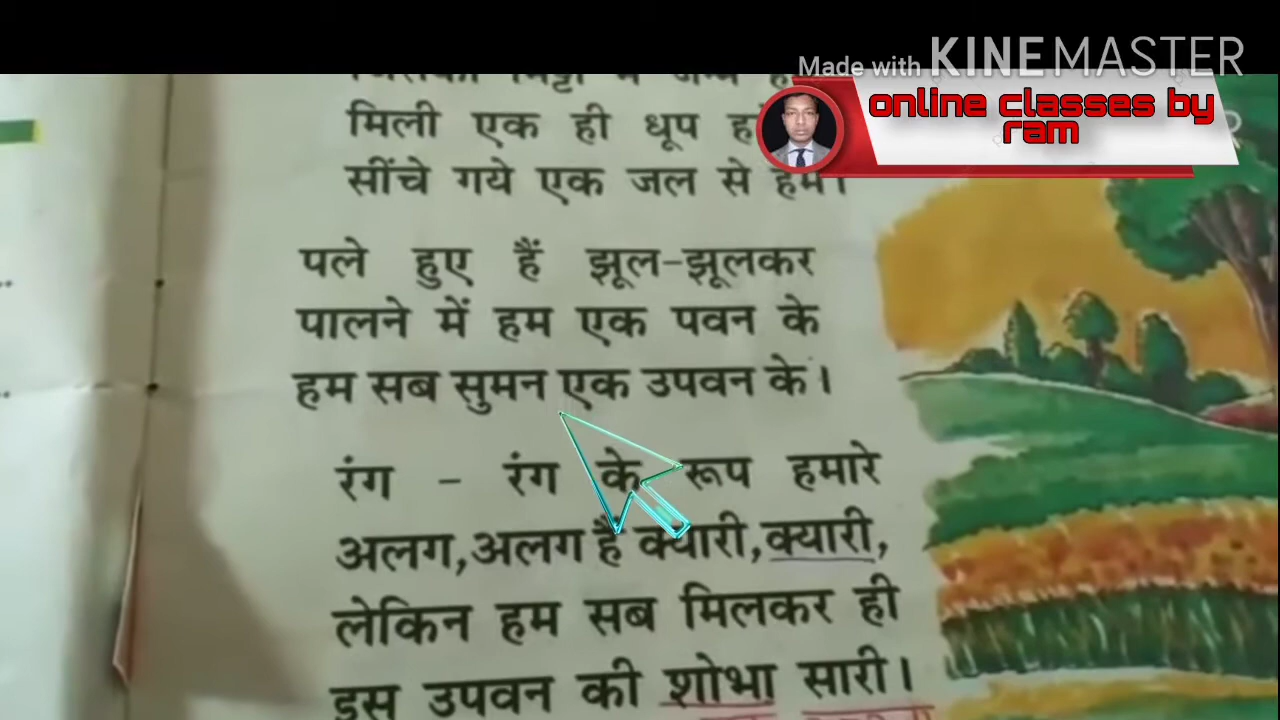 Made with KINEMASTER
online classes by
ram
मिली एक ही धूप
सींचे गये एक जल से हम।
पले हुए हैं झूल-झूलकर
पालने में हम एक पवन के
हम सब सुमन एक उपवन के।
रंग - रंग के रूप हमारे
अलग,अलग हैं क्यारी,क्यारी,
लेकिन हम सब मिलकर ही
इस उपवन की शोभा सारी।